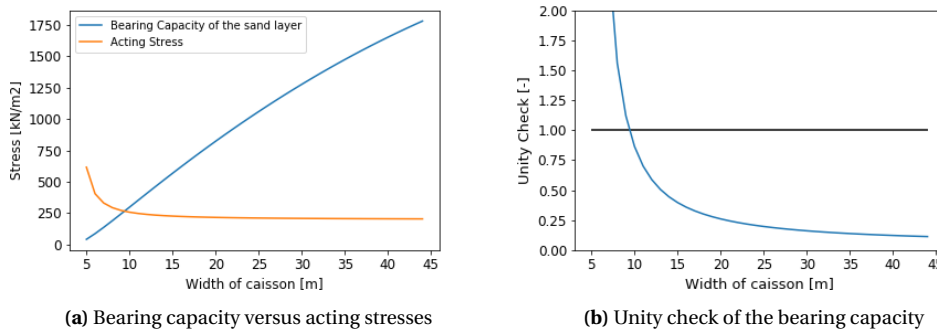 Bearing Capacity of the sand layer
Acting Stress
Stress [kN/m2]
1750
1500
1250
1000
750
500
250
0
5 10 15 20 25 30 35 40 45
Width of caisson [m]
(a) Bearing capacity versus acting stresses
Unity Check [-]
2.00
1.75
1.50
1.25
1.00
0.75
0.50
0.25
0.00
5 10 15 20 25 30 35 40 45
Width of caisson [m]
(b) Unity check of the bearing capacity